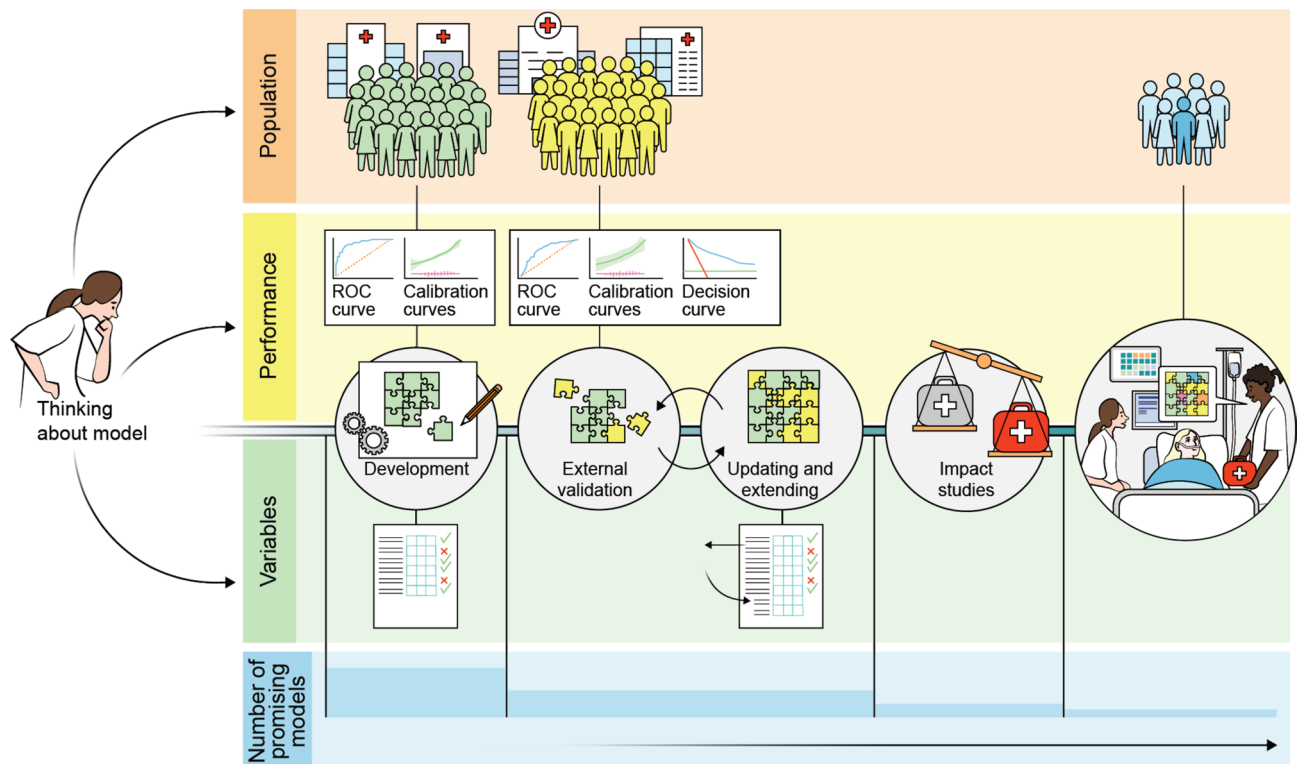 Population
Thinking
about model
Performance
ROC
curve
Calibration
curves
ROC
curve
Calibration
curves
Decision
curve
Development
External
validation
Updating and
extending
Impact
studies
Variables
Number of
promising
models